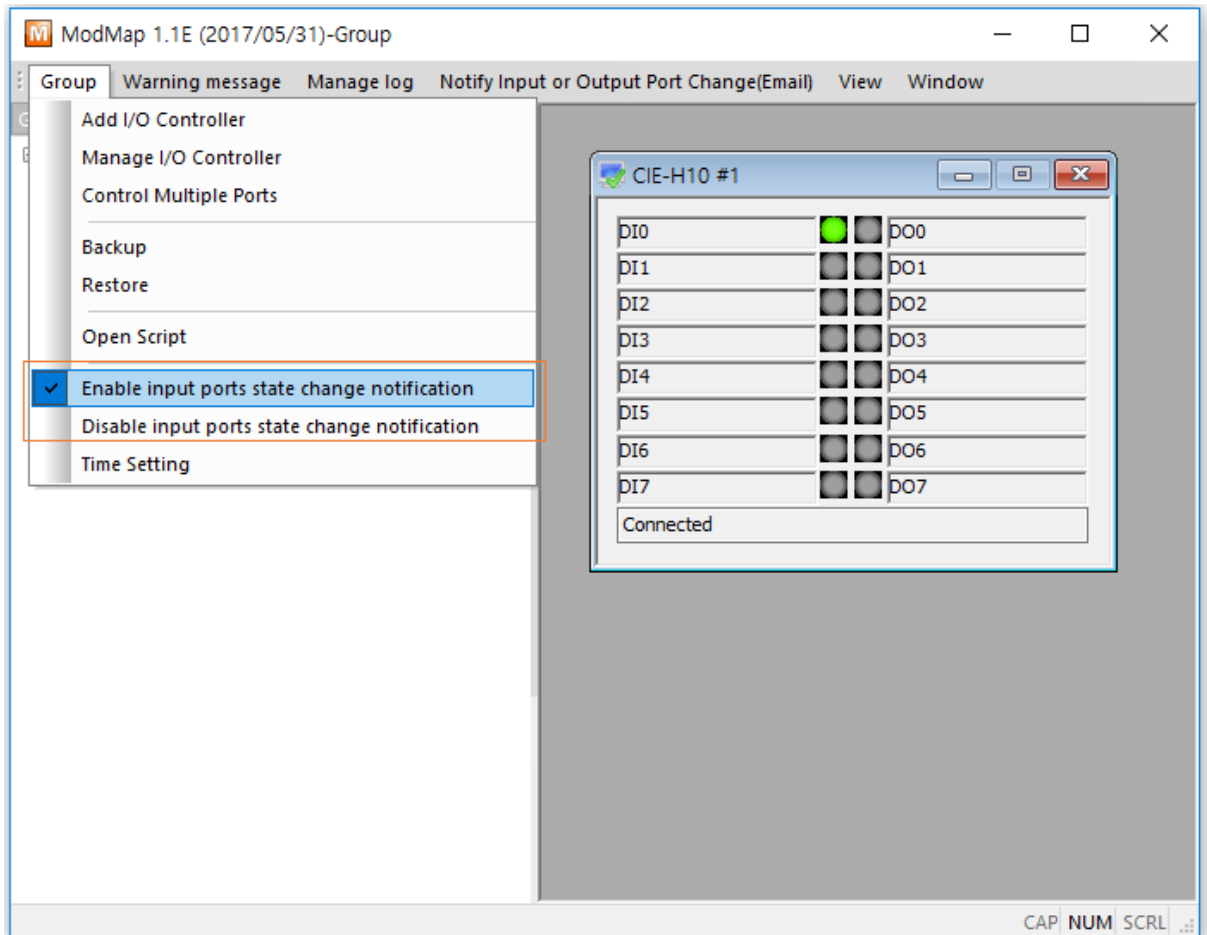 ModMap 1.1E (2017/05/31)-Group
Group Warning message Manage log Notify Input or Output Port Change(Email) View Window
Add I/O Controller
Manage I/O Controller
Control Multiple Ports
Backup
Restore
Open Script
Enable input ports state change notification
Disable input ports state change notification
Time Setting
CIE-H10 #1
DI0 DO0
DI1 DO1
DI2 DO2
DI3 DO3
DI4 DO4
DI5 DO5
DI6 DO6
DI7 DO7
Connected
CAP NUM SCRL